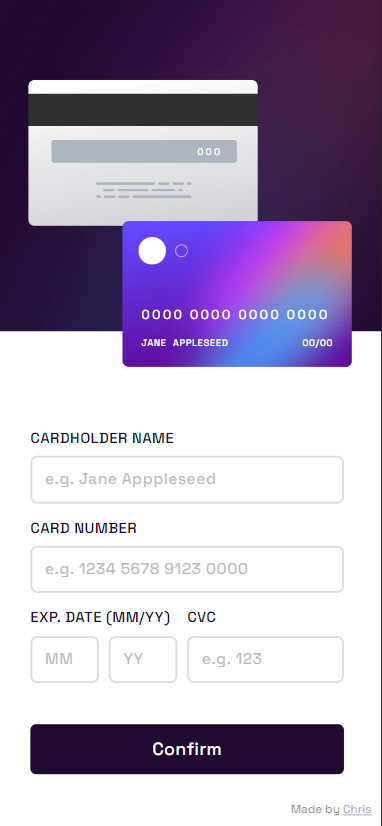 000
0000 0000 0000 0000
JANE APPLESEED 00/00
CARDHOLDER NAME
e.g. Jane Apppleseed
CARD NUMBER
e.g. 1234 5678 9123 0000
EXP. DATE (MM/YY) CVC
MM YY e.g. 123
Confirm
Made by Chris